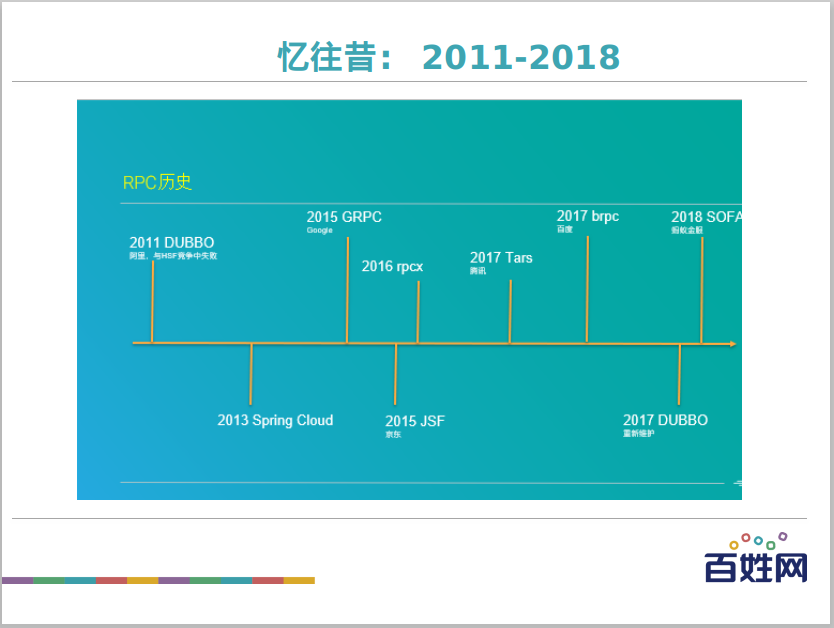 忆往昔： 2011-2018
RPC历史
2011 DUBBO
阿里，与HSF竞争中失败
2013 Spring Cloud
2015 GRPC
Google
2015 JSF
京东
2016 rpcx
2017 Tars
腾讯
2017 brpc
百度
2017 DUBBO
重新维护
2018 SOFA
蚂蚁金服
百姓网